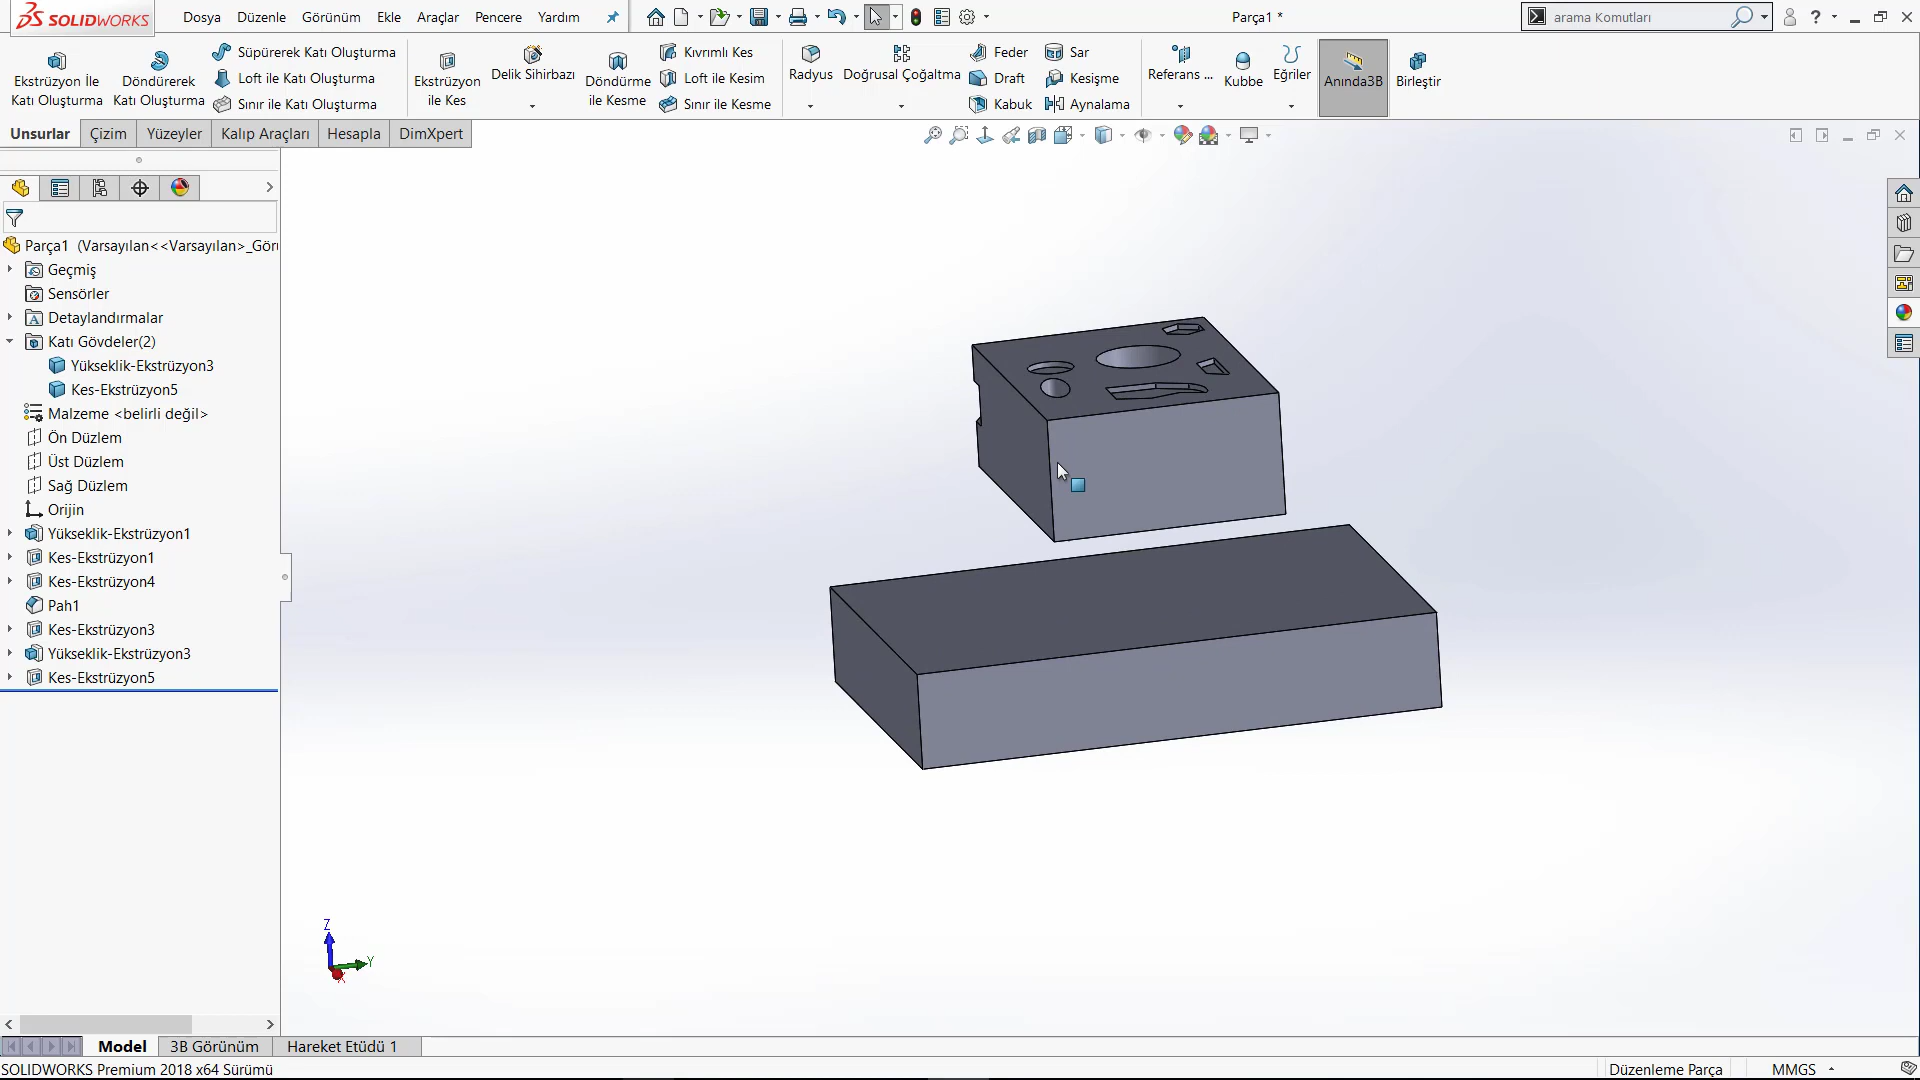 SOLIDWORKS
Dosya Düzenle Görünüm Ekle Araçlar Pencere Yardım
Parça1 *
arama Komutları
Ekstrüzyon İle Katı Oluşturma
Döndürerek Katı Oluşturma
Süpürerek Katı Oluşturma
Loft ile Katı Oluşturma
Sınır ile Katı Oluşturma
Ekstrüzyon ile Kes
Delik Sihirbazı
Döndürme ile Kesme
Kıvrımlı Kes
Loft ile Kesim
Sınır ile Kesme
Radyus
Doğrusal Çoğaltma
Feder
Draft
Kabuk
Sar
Kesişme
Aynalama
Referans ...
Kubbe
Eğriler
Anında3B
Birleştir
Unsurlar Çizim Yüzeyler Kalıp Araçları Hesapla DimXpert
Parça1 (Varsayılan<<Varsayılan>_Görü
Geçmiş
Sensörler
Detaylandırmalar
Katı Gövdeler(2)
Yükseklik-Ekstrüzyon3
Kes-Ekstrüzyon5
Malzeme <belirli değil>
Ön Düzlem
Üst Düzlem
Sağ Düzlem
Orijin
Yükseklik-Ekstrüzyon1
Kes-Ekstrüzyon1
Kes-Ekstrüzyon4
Pah1
Kes-Ekstrüzyon3
Yükseklik-Ekstrüzyon3
Kes-Ekstrüzyon5
Z
Y
X
Model 3B Görünüm Hareket Etüdü 1
SOLIDWORKS Premium 2018 x64 Sürümü
Düzenleme Parça
MMGS